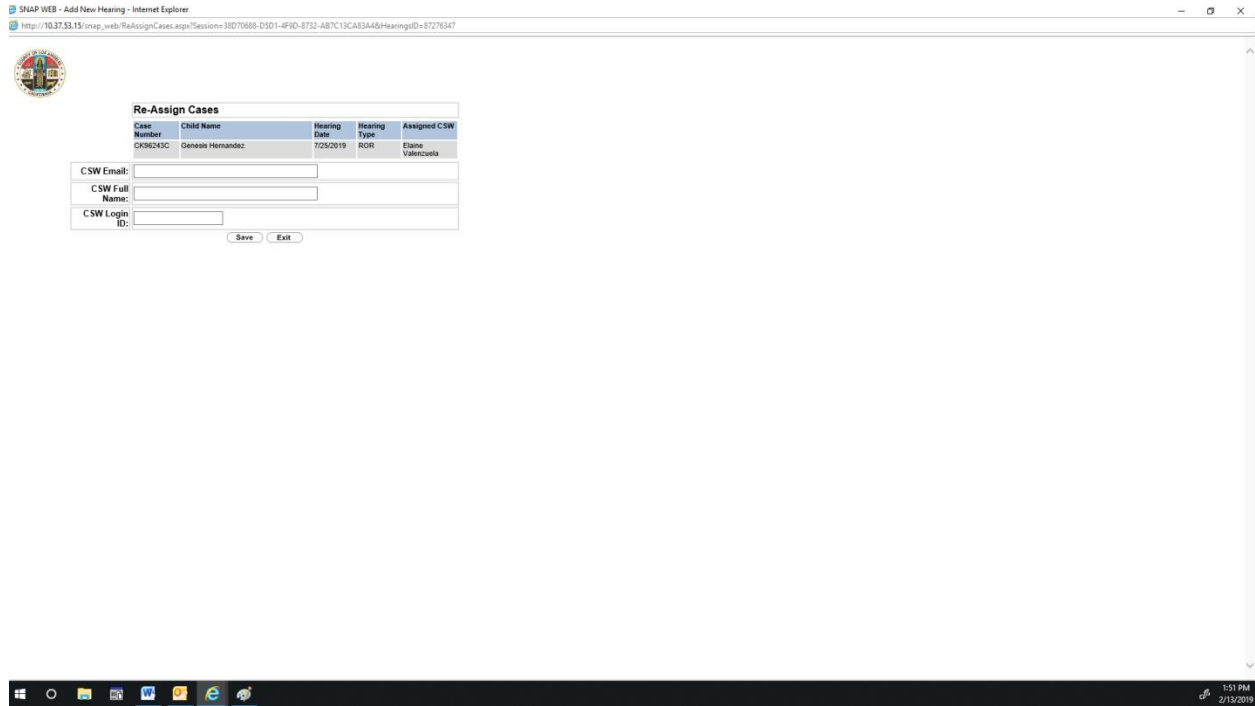 SNAP WEB - Add New Hearing - Internet Explorer
http://10.37.53.15/snap_web/ReAssignCases.aspx?Session=38D70688-D5D1-4F9D-8732-AB7C13CA83A4&HearingsID=87276347
Re-Assign Cases
Case Number Child Name Hearing Date Hearing Type Assigned CSW
CK96243C Genesis Hernandez 7/25/2019 ROR Elaine Valenzuela
CSW Email:
CSW Full
Name:
CSW Login
ID:
Save Exit
1:51 PM
2/13/2019